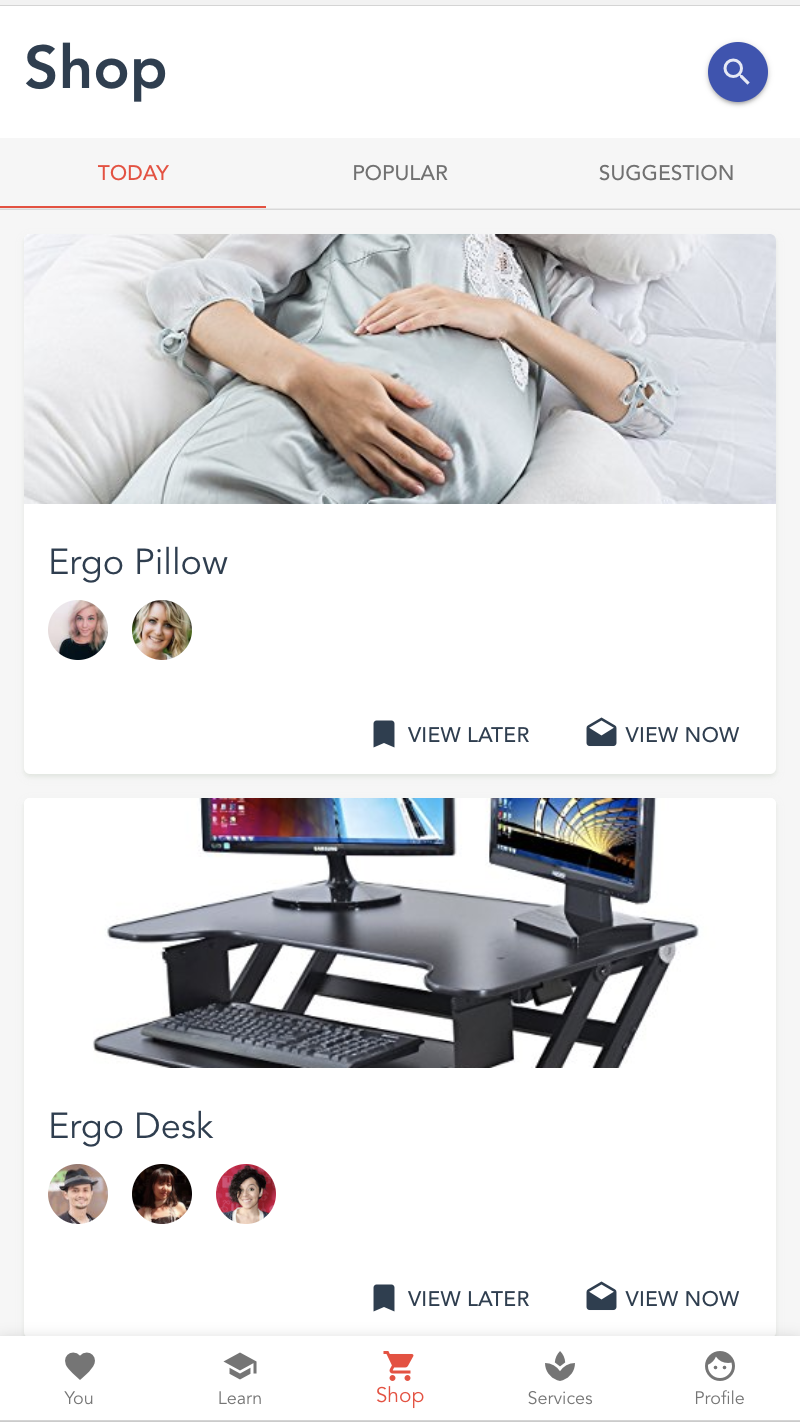 Shop
TODAY POPULAR SUGGESTION
Ergo Pillow
VIEW LATER VIEW NOW
SAMSUNG
Ergo Desk
VIEW LATER VIEW NOW
You Learn Shop Services Profile